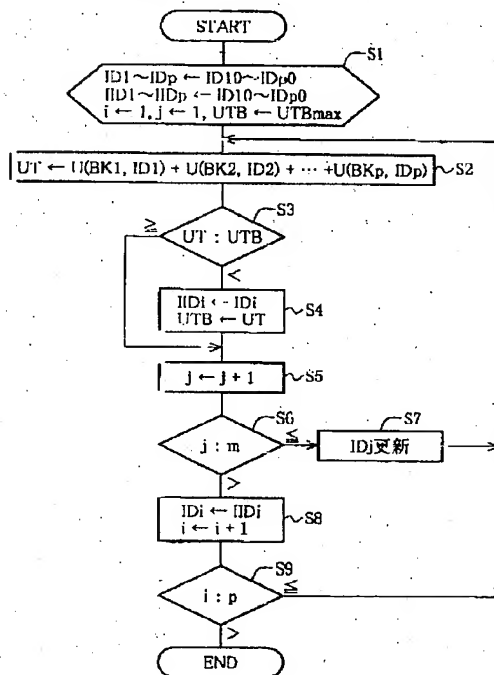 START
S1
ID1~IDp ← ID10~IDp0
IID1~IIDp ← ID10~IDp0
i ← 1, j ← 1, UTB ← UTBmax
UT ← U(BK1, ID1) + U(BK2, ID2) + ⋯ +U(BKp, IDp)
S2
S3
≧
UT : UTB
<
IIDi ← IDi
UTB ← UT
S4
j ← j + 1
S5
S6
j : m
≦
S7
IDj更新
>
IDi ← IIDi
i ← i + 1
S8
S9
i : p
≦
>
END